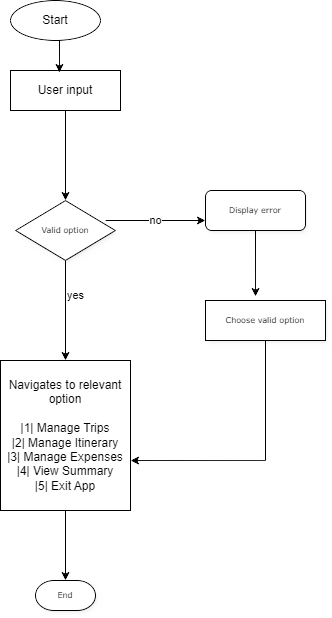 Start
User input
Valid option
no
Display error
yes
Choose valid option
Navigates to relevant
option
|1| Manage Trips
|2| Manage Itinerary
|3| Manage Expenses
|4| View Summary
|5| Exit App
End